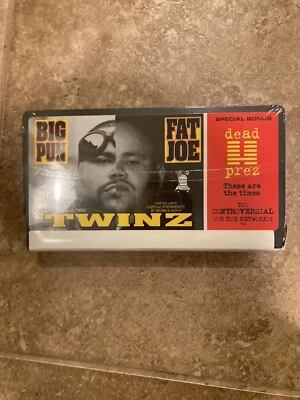 BIG
PUN
FAT
JOE
TWINZ
SPECIAL BONUS
dead
prez
These are
the times
TOO
CONTROVERSIAL
FOR THE NETWORKS!